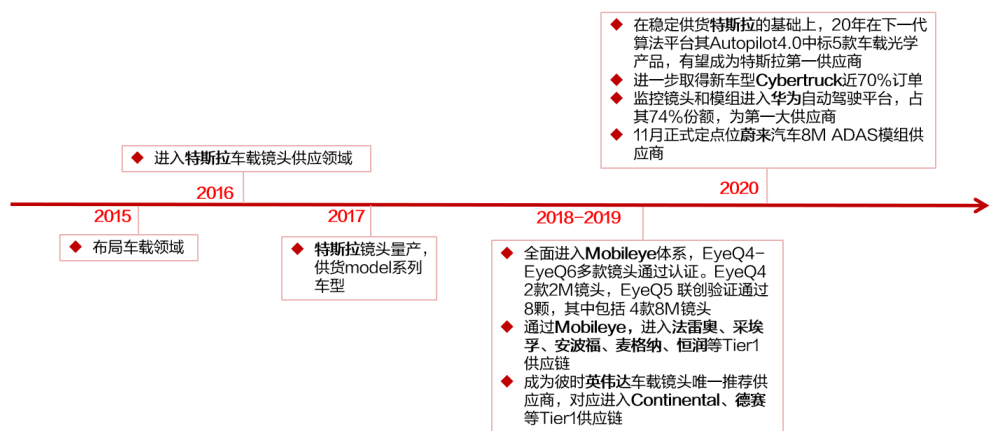 在稳定供货特斯拉的基础上，20年在下一代
算法平台其Autopilot4.0中标5款车载光学
产品，有望成为特斯拉第一供应商
进一步取得新车型Cybertruck近70%订单
监控镜头和模组进入华为自动驾驶平台，占
其74%份额，为第一大供应商
11月正式定点位蔚来汽车8M ADAS模组供
应商
进入特斯拉车载镜头供应领域
2016
2020
2015
2017
2018-2019
布局车载领域
特斯拉镜头量产，
供货model系列
车型
全面进入Mobileye体系，EyeQ4-
EyeQ6多款镜头通过认证。EyeQ4
2款2M镜头，EyeQ5 联创验证通过
8颗，其中包括 4款8M镜头
通过Mobileye，进入法雷奥、采埃
孚、安波福、麦格纳、恒润等Tier1
供应链
成为彼时英伟达车载镜头唯一推荐供
应商，对应进入Continental、德赛
等Tier1供应链